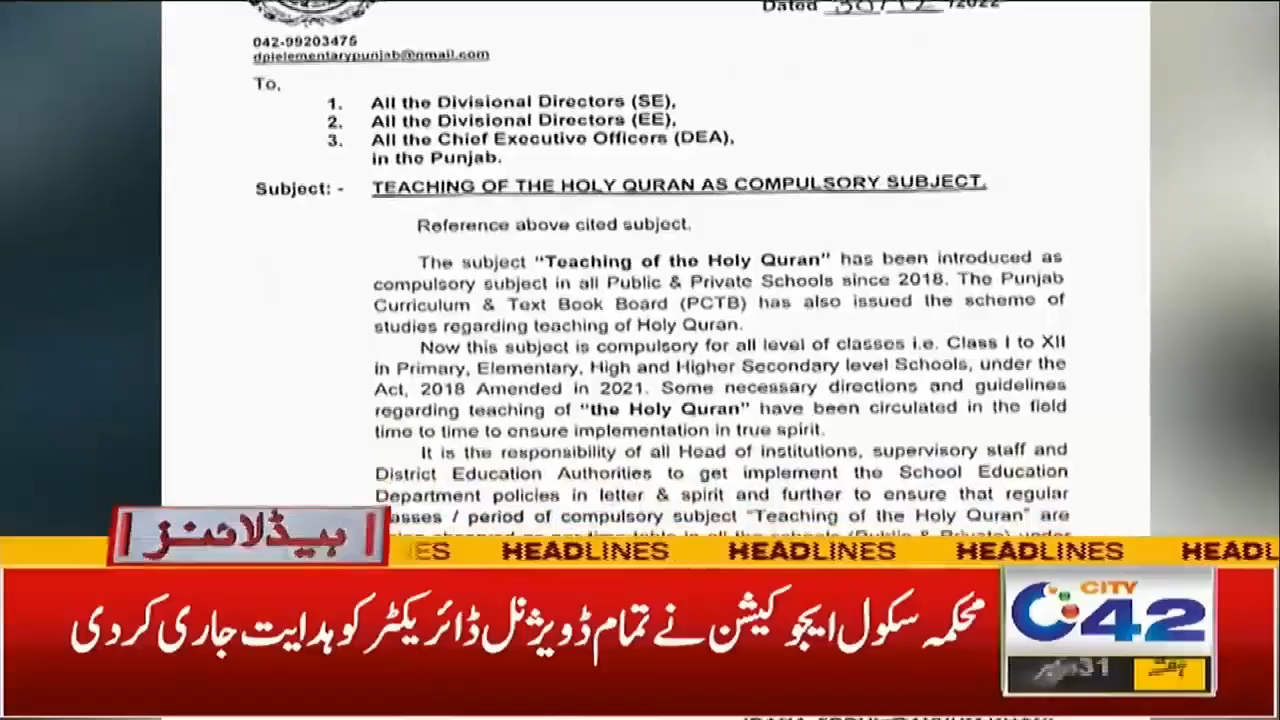 Dated 30/12 /2022
042-99203475
dpielementarypunjab@gmail.com
To,
1. All the Divisional Directors (SE),
2. All the Divisional Directors (EE),
3. All the Chief Executive Officers (DEA),
in the Punjab.
Subject: - TEACHING OF THE HOLY QURAN AS COMPULSORY SUBJECT.
Reference above cited subject.
The subject "Teaching of the Holy Quran" has been introduced as
compulsory subject in all Public & Private Schools since 2018. The Punjab
Curriculum & Text Book Board (PCTB) has also issued the scheme of
studies regarding teaching of Holy Quran.
Now this subject is compulsory for all level of classes i.e. Class I to XII
in Primary, Elementary, High and Higher Secondary level Schools, under the
Act, 2018 Amended in 2021. Some necessary directions and guidelines
regarding teaching of "the Holy Quran" have been circulated in the field
time to time to ensure implementation in true spirit.
It is the responsibility of all Head of institutions, supervisory staff and
District Education Authorities to get implement the School Education
Department policies in letter & spirit and further to ensure that regular
lasses / period of compulsory subject "Teaching of the Holy Quran" are
ہیڈلائنز
ES HEADLINES HEADLINES HEADLINES HEADL
محکمہ سکول ایجوکیشن نے تمام ڈویژنل ڈائریکٹر کو ہدایت جاری کر دی
CITY
42
ہفتہ 31 دسمبر